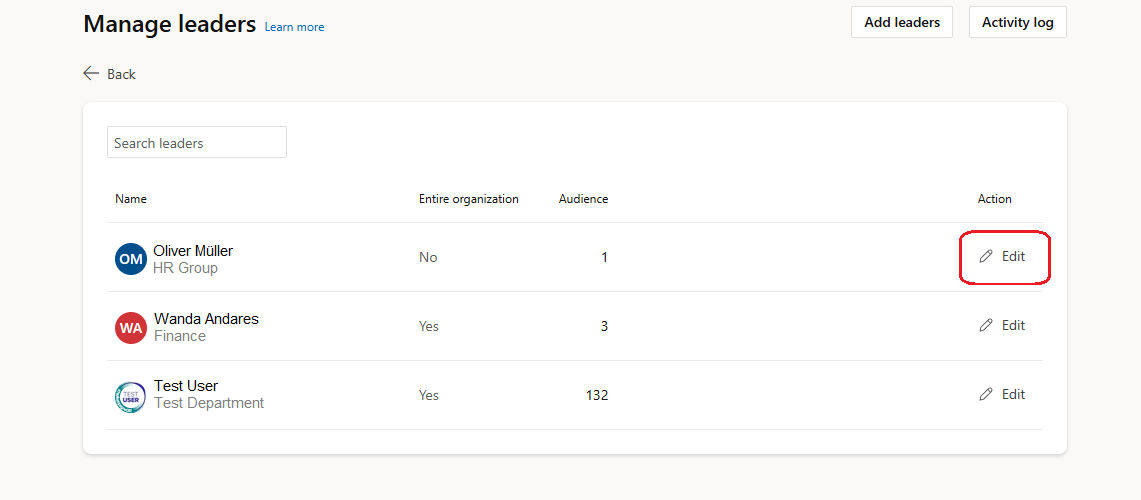 Manage leaders Learn more Add leaders Activity log
Back
Search leaders
Name Entire organization Audience Action
OM Oliver Müller
HR Group No 1 Edit
WA Wanda Andares
Finance Yes 3 Edit
TEST USER Test User
Test Department Yes 132 Edit